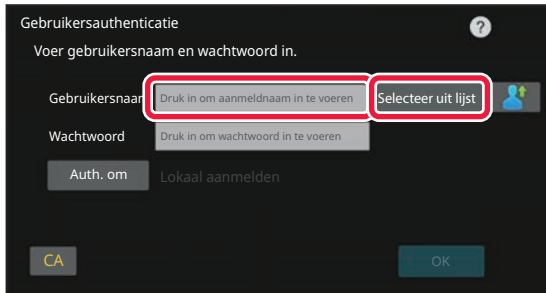 Gebruikersauthenticatie ?
Voer gebruikersnaam en wachtwoord in.
Gebruikersnaar Druk in om aanmeldnaam in te voeren Selecteer uit lijst
Wachtwoord Druk in om wachtwoord in te voeren
Auth. om Lokaal aanmelden
CA OK